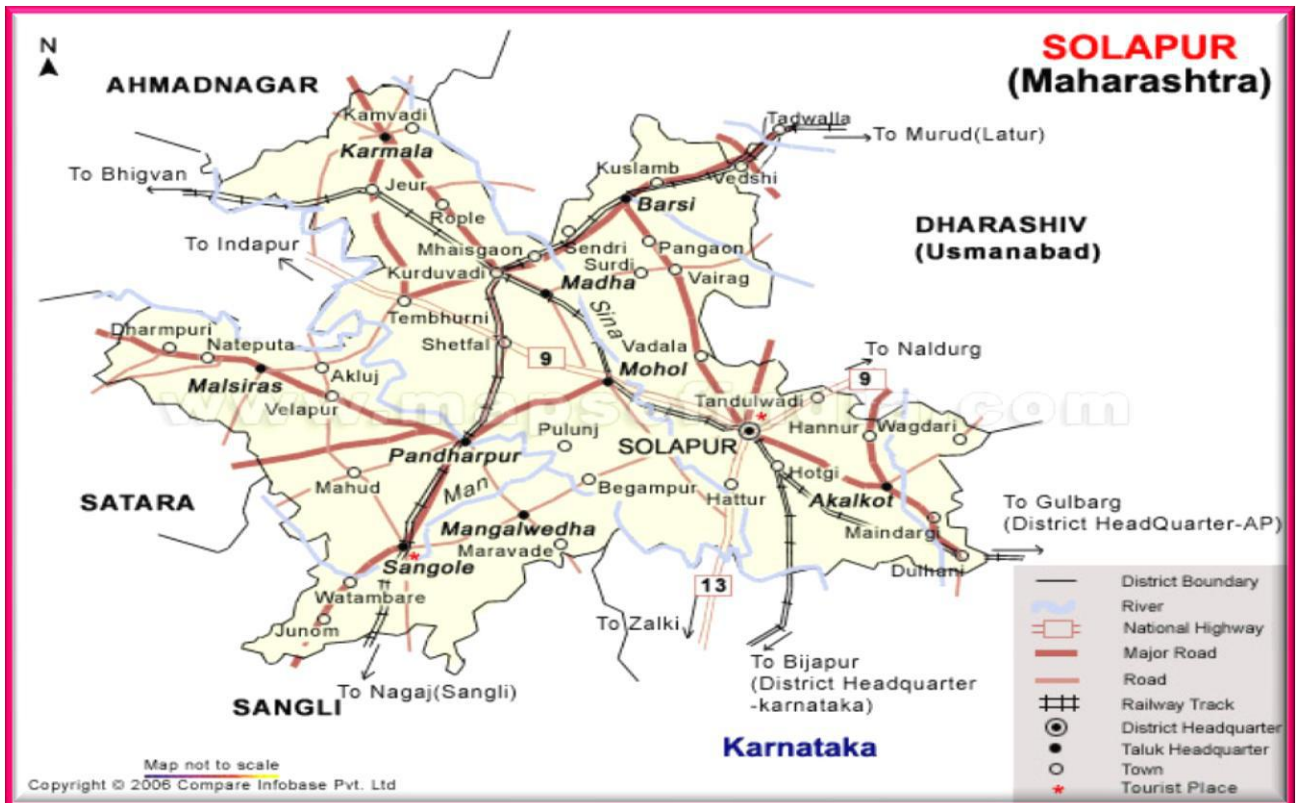 SOLAPUR
(Maharashtra)
N
AHMADNAGAR
Kamvadi
Karmala
Tadwalla
To Murud(Latur)
To Bhigvan
Jeur
Kuslamb
Vedshi
Barsi
Rople
DHARASHIV
(Usmanabad)
To Indapur
Mhaisgaon
Sendri
Pangaon
Kurduvadi
Surdi
Vairag
Madha
Tembhurni
Sina
Dharmpuri
Nateputa
Shetfal
9
Vadala
To Naldurg
Malsiras
Akluj
Mohol
9
Velapur
Tandulwadi
www.mapsofindia.com
Pulunj
SOLAPUR
Hannur
Wagdari
Pandharpur
Mahud
Man
Begampur
Hattur
Hotgi
Akalkot
SATARA
To Gulbarg
(District HeadQuarter-AP)
Mangalwedha
Maravade
Maindargi
Sangole
Dulhani
Watambare
13
Junom
To Zalki
To Nagaj(Sangli)
To Bijapur
(District Headquarter
-karnataka)
SANGLI
Karnataka
District Boundary
River
National Highway
Major Road
Road
Railway Track
District Headquarter
Taluk Headquarter
Town
Tourist Place
Map not to scale
Copyright © 2006 Compare Infobase Pvt. Ltd